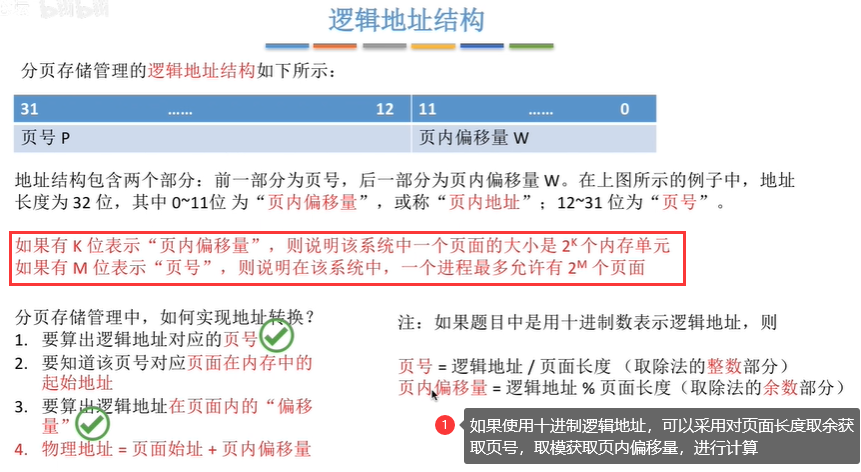 bilibili
逻辑地址结构
分页存储管理的逻辑地址结构如下所示：
31 …… 12 11 …… 0
页号 P 页内偏移量 W
地址结构包含两个部分：前一部分为页号，后一部分为页内偏移量 W。在上图所示的例子中，地址
长度为 32 位，其中 0~11位 为“页内偏移量”，或称“页内地址”；12~31 位为“页号”。
如果有 K 位表示“页内偏移量”，则说明该系统中一个页面的大小是 2ᴷ 个内存单元
如果有 M 位表示“页号”，则说明在该系统中，一个进程最多允许有 2ᴹ 个页面
分页存储管理中，如何实现地址转换？
1. 要算出逻辑地址对应的页号
2. 要知道该页号对应页面在内存中的
起始地址
3. 要算出逻辑地址在页面内的“偏移
量”
4. 物理地址 = 页面始址 + 页内偏移量
注：如果题目中是用十进制数表示逻辑地址，则
页号 = 逻辑地址 / 页面长度 （取除法的整数部分）
页内偏移量 = 逻辑地址 % 页面长度（取除法的余数部分）
1 如果使用十进制逻辑地址，可以采用对页面长度取余获
取页号，取模获取页内偏移量，进行计算